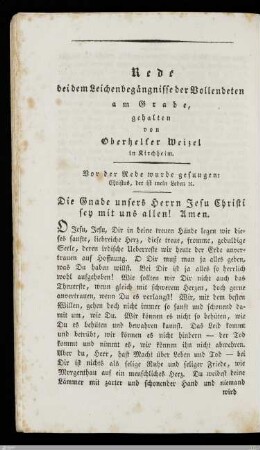 Rede
bei dem Leichenbegängnisse der Vollendeten
am Grabe,
gehalten
von
Oberhelfer Weizel
in Kirchheim.
Vor der Rede wurde gesungen:
Christus, der ist mein Leben ꝛc.
Die Gnade unsers Herrn Jesu Christi
sey mit uns allen! Amen.
O Jesu, Jesu, Dir in deine treuen Hände legen wir die-
ses sanfte, liebreiche Herz, diese treue, fromme, geduldige
Seele, deren irdische Ueberreste wir heute der Erde anver-
trauen auf Hoffnung. O Dir muß man ja alles geben,
was Du haben willst. Bei Dir ist ja alles so herrlich
wohl aufgehoben! Wie sollten wir Dir nicht auch das
Theuerste, wenn gleich mit schwerem Herzen, doch gerne
anvertrauen, wenn Du es verlangst! Wir, mit dem besten
Willen, gehen doch nicht immer so sanft und schonend da-
mit um, wie Du. Wir können es nicht so behüten, wie
Du es behüten und bewahren kannst. Das Leid kommt
und betrübt, wir können es nicht hindern — der Tod
kommt und nimmt es, wir können ihn nicht abwehren.
Aber du, Herr, hast Macht über Leben und Tod — bei
Dir ist nichts als selige Ruhe und seliger Friede, wie
Morgenthau auf ein menschliches Herz. Du weidest deine
Lämmer mit zarter und schonender Hand und niemand
wird